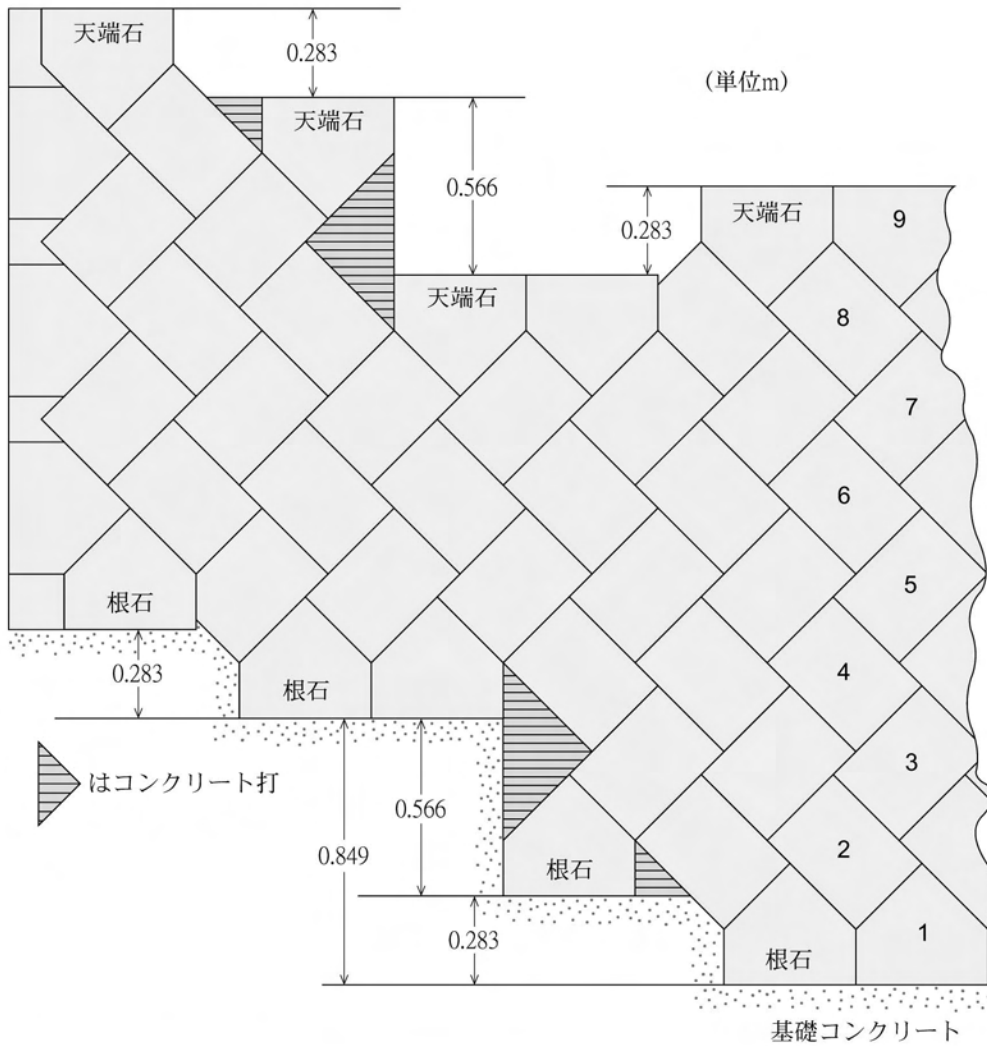 天端石
0.283
(単位m)
天端石
0.566
0.283
天端石
9
天端石
8
7
6
5
根石
4
0.283
根石
3
はコンクリート打
0.566
0.849
2
根石
0.283
1
根石
基礎コンクリート